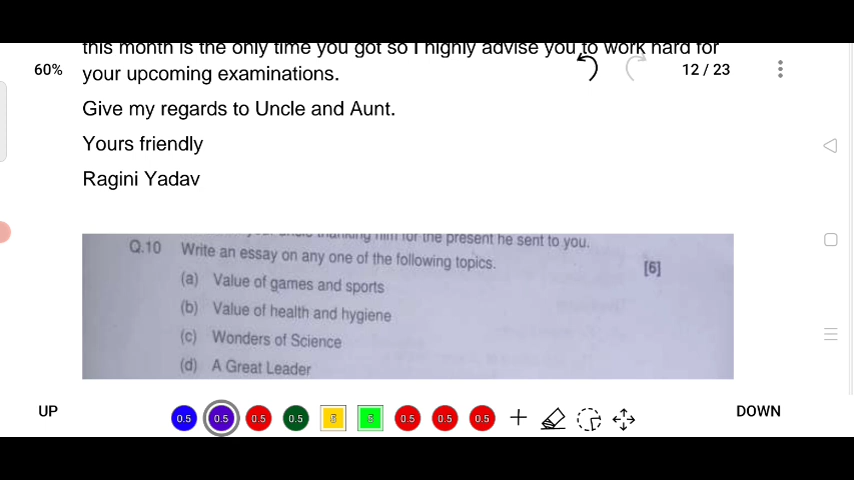 this month is the only time you got so I highly advise you to work hard for
60%
your upcoming examinations.
12 / 23
Give my regards to Uncle and Aunt.
Yours friendly
Ragini Yadav
thanking him for the present he sent to you.
Q.10 Write an essay on any one of the following topics.
[6]
(a) Value of games and sports
(b) Value of health and hygiene
(c) Wonders of Science
(d) A Great Leader
UP
0.5 0.5 0.5 0.5 5 5 0.5 0.5 0.5
DOWN